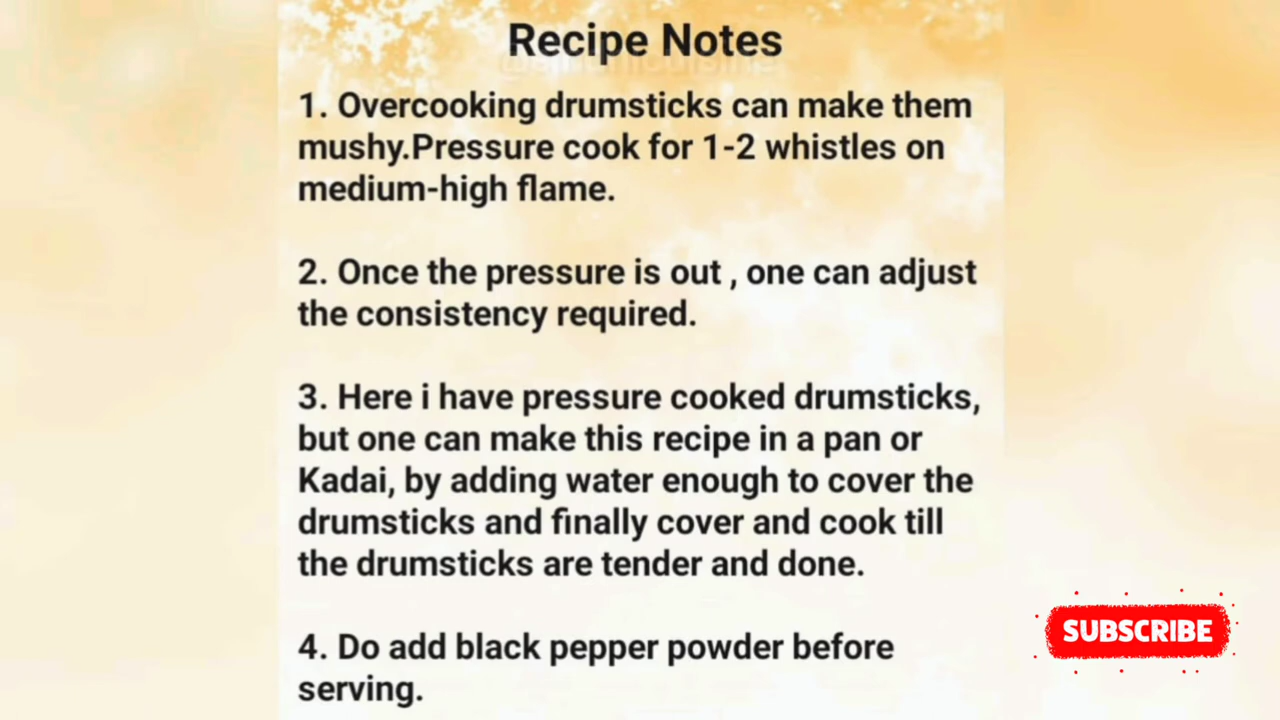 Recipe Notes
1. Overcooking drumsticks can make them
mushy.Pressure cook for 1-2 whistles on
medium-high flame.
2. Once the pressure is out , one can adjust
the consistency required.
3. Here i have pressure cooked drumsticks,
but one can make this recipe in a pan or
Kadai, by adding water enough to cover the
drumsticks and finally cover and cook till
the drumsticks are tender and done.
4. Do add black pepper powder before
serving.
SUBSCRIBE